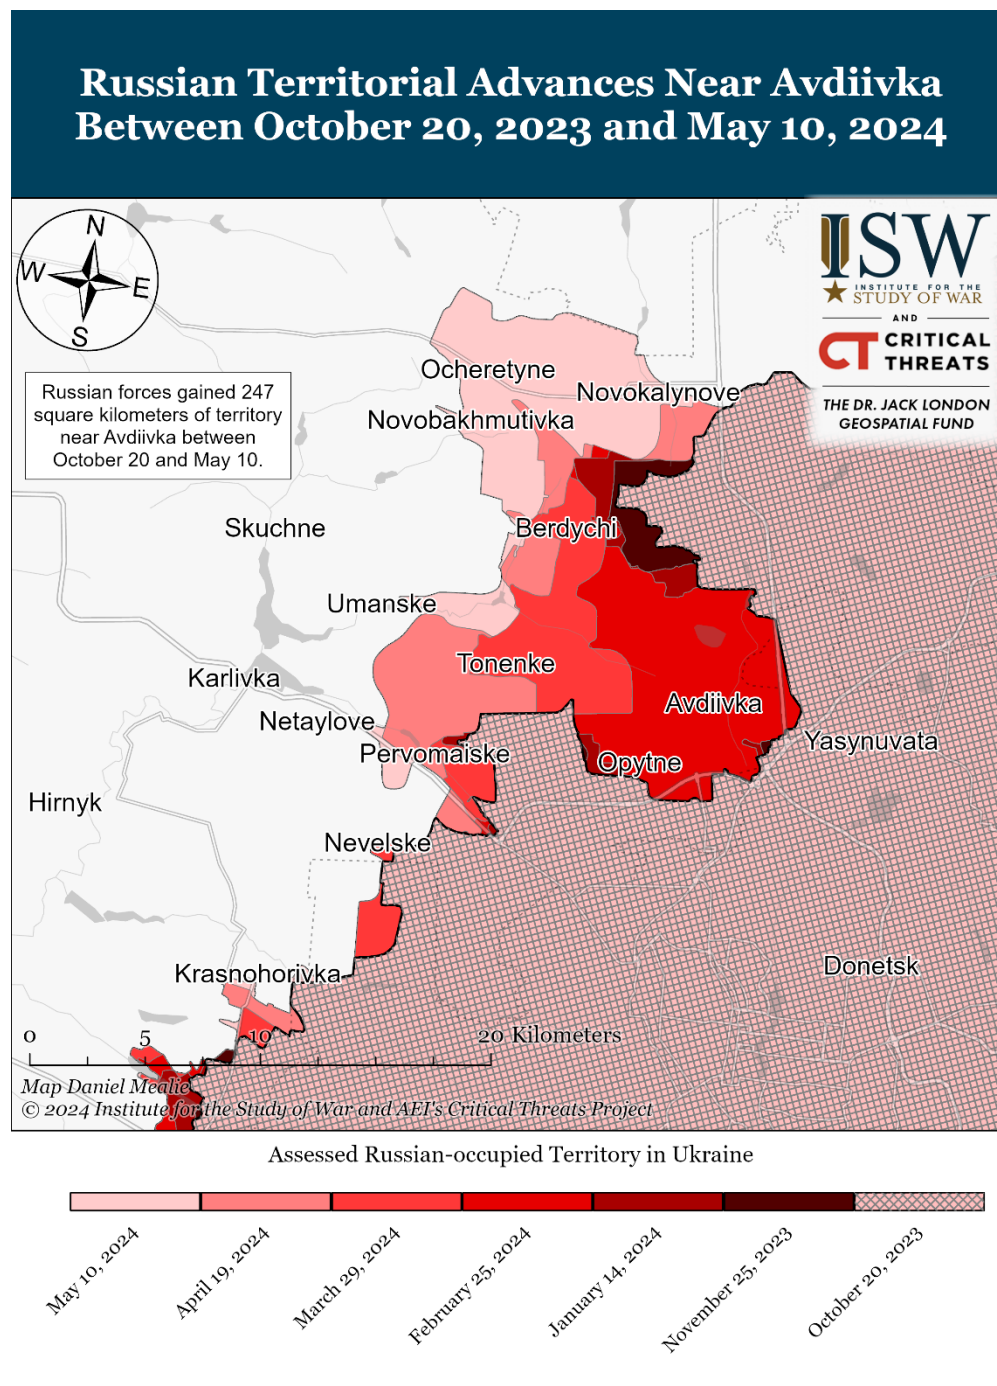 Russian Territorial Advances Near Avdiivka
Between October 20, 2023 and May 10, 2024
N
W
E
S
ISW
INSTITUTE FOR THE
STUDY OF WAR
AND
CT CRITICAL
THREATS
THE DR. JACK LONDON
GEOSPATIAL FUND
Russian forces gained 247
square kilometers of territory
near Avdiivka between
October 20 and May 10.
Ocheretyne
Novokalynove
Novobakhmutivka
Skuchne
Berdychi
Umanske
Tonenke
Karlivka
Avdiivka
Netaylove
Yasynuvata
Pervomaiske
Opytne
Hirnyk
Nevelske
Donetsk
Krasnohorivka
0 5 10 20 Kilometers
Map Daniel Mealie
© 2024 Institute for the Study of War and AEI's Critical Threats Project
Assessed Russian-occupied Territory in Ukraine
May 10, 2024
April 19, 2024
March 29, 2024
February 25, 2024
January 14, 2024
November 25, 2023
October 20, 2023